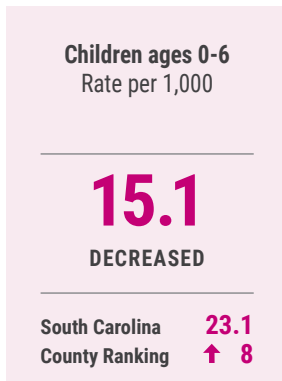 Children ages 0-6
Rate per 1,000
15.1
DECREASED
South Carolina 23.1
County Ranking ↑ 8